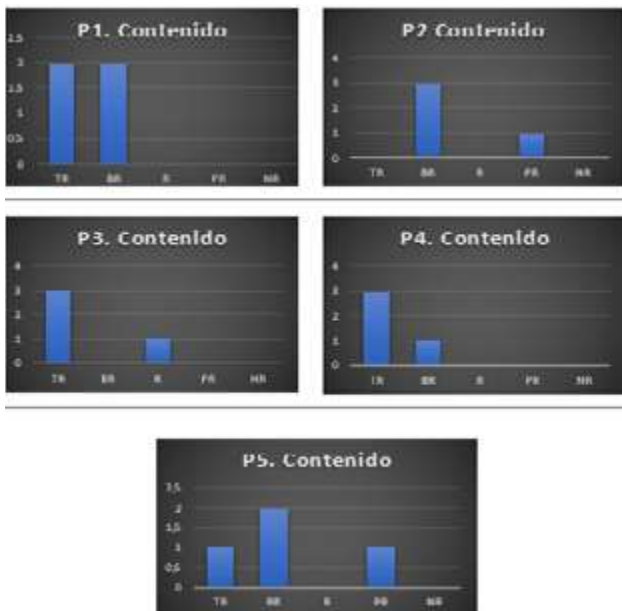 P1. Contenido
2.5
2
1.5
1
0.5
0
TR BR R PR NR
P2 Contenido
4
3
2
1
0
TR BR R PR NR
P3. Contenido
4
3
2
1
0
TR BR R PR NR
P4. Contenido
4
3
2
1
0
TR BR R PR NR
P5. Contenido
2,5
2
1,5
1
0,5
0
TR BR R PR NR